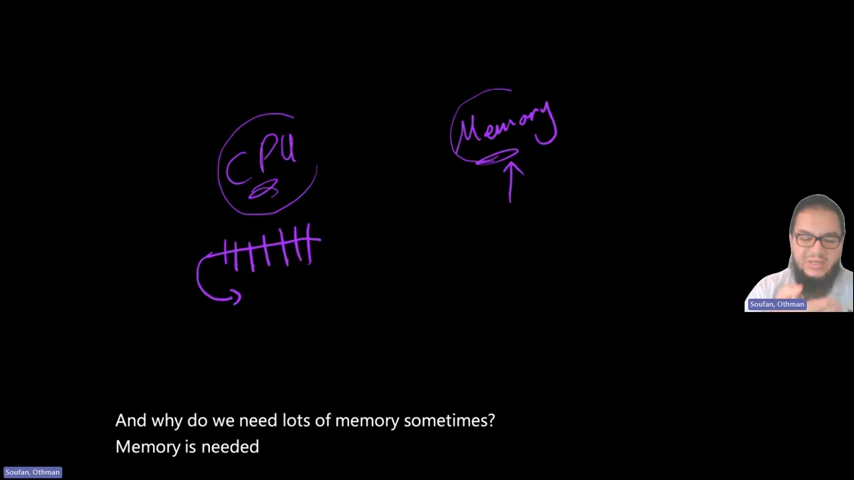 CPU
Memory
Soufan, Othman
And why do we need lots of memory sometimes?
Memory is needed
Soufan, Othman